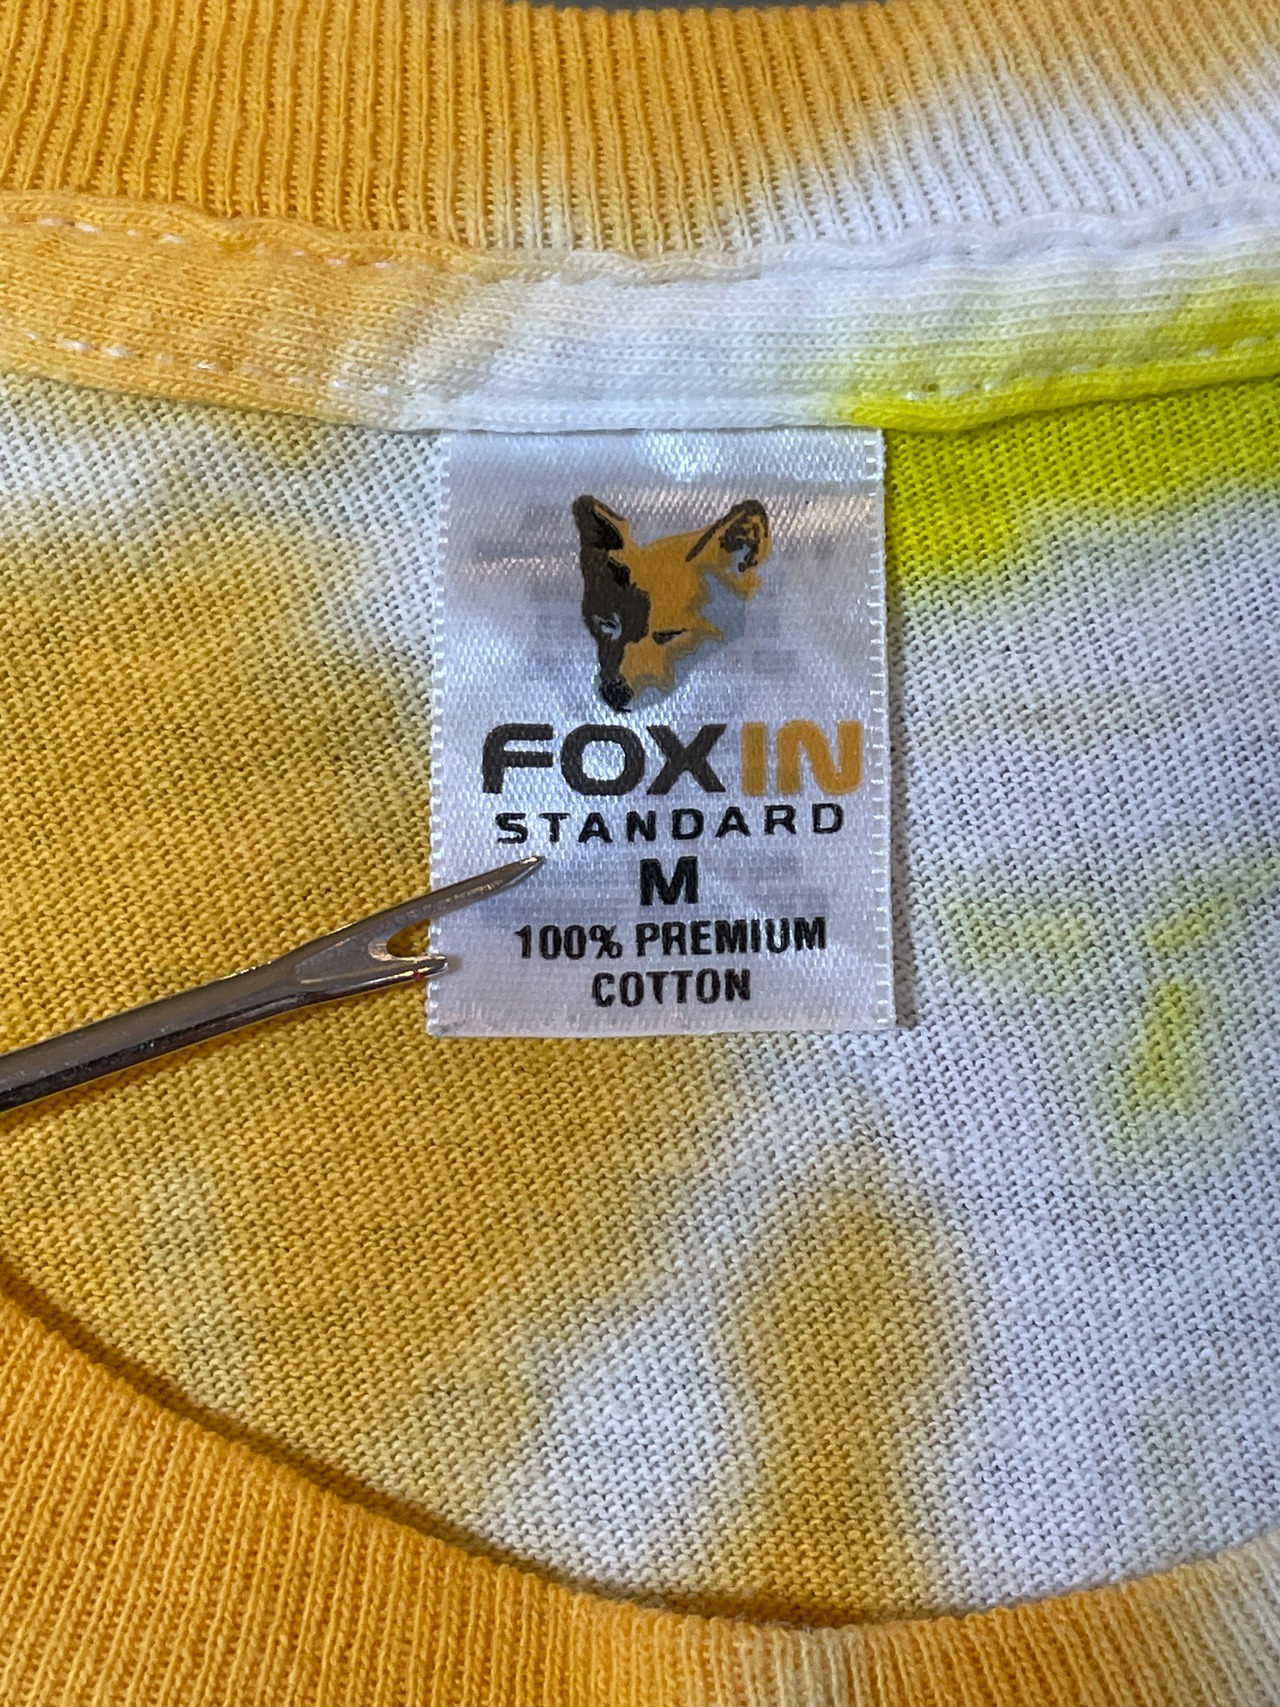 FOXIN
STANDARD
M
100% PREMIUM
COTTON